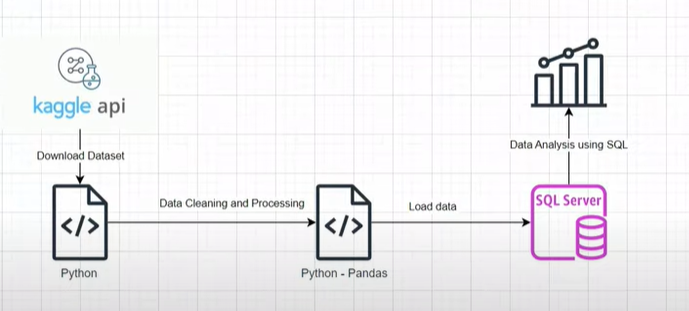 kaggle api
Download Dataset
Data Analysis using SQL
Data Cleaning and Processing
Load data
SQL Server
</>
</>
Python
Python - Pandas